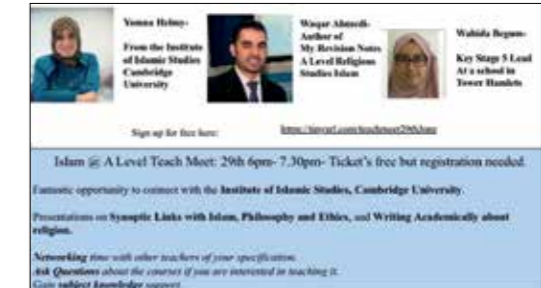 Yomna Helmy-
From the Institute
of Islamic Studies
Cambridge
University
Waqar Ahmedi-
Author of
My Revision Notes
A Level Religious
Studies Islam
Wahida Begum-
Key Stage 5 Lead
At a school in
Tower Hamlets
Sign up for free here:
https://tinyurl.com/teachmeet29thJune
Islam @ A Level Teach Meet: 29th 6pm- 7.30pm- Ticket's free but registration needed.
Fantastic opportunity to connect with the Institute of Islamic Studies, Cambridge University.
Presentations on Synoptic Links with Islam, Philosophy and Ethics, and Writing Academically about
religion.
Networking time with other teachers of your specification.
Ask Questions about the courses if you are interested in teaching it.
Gain subject knowledge support